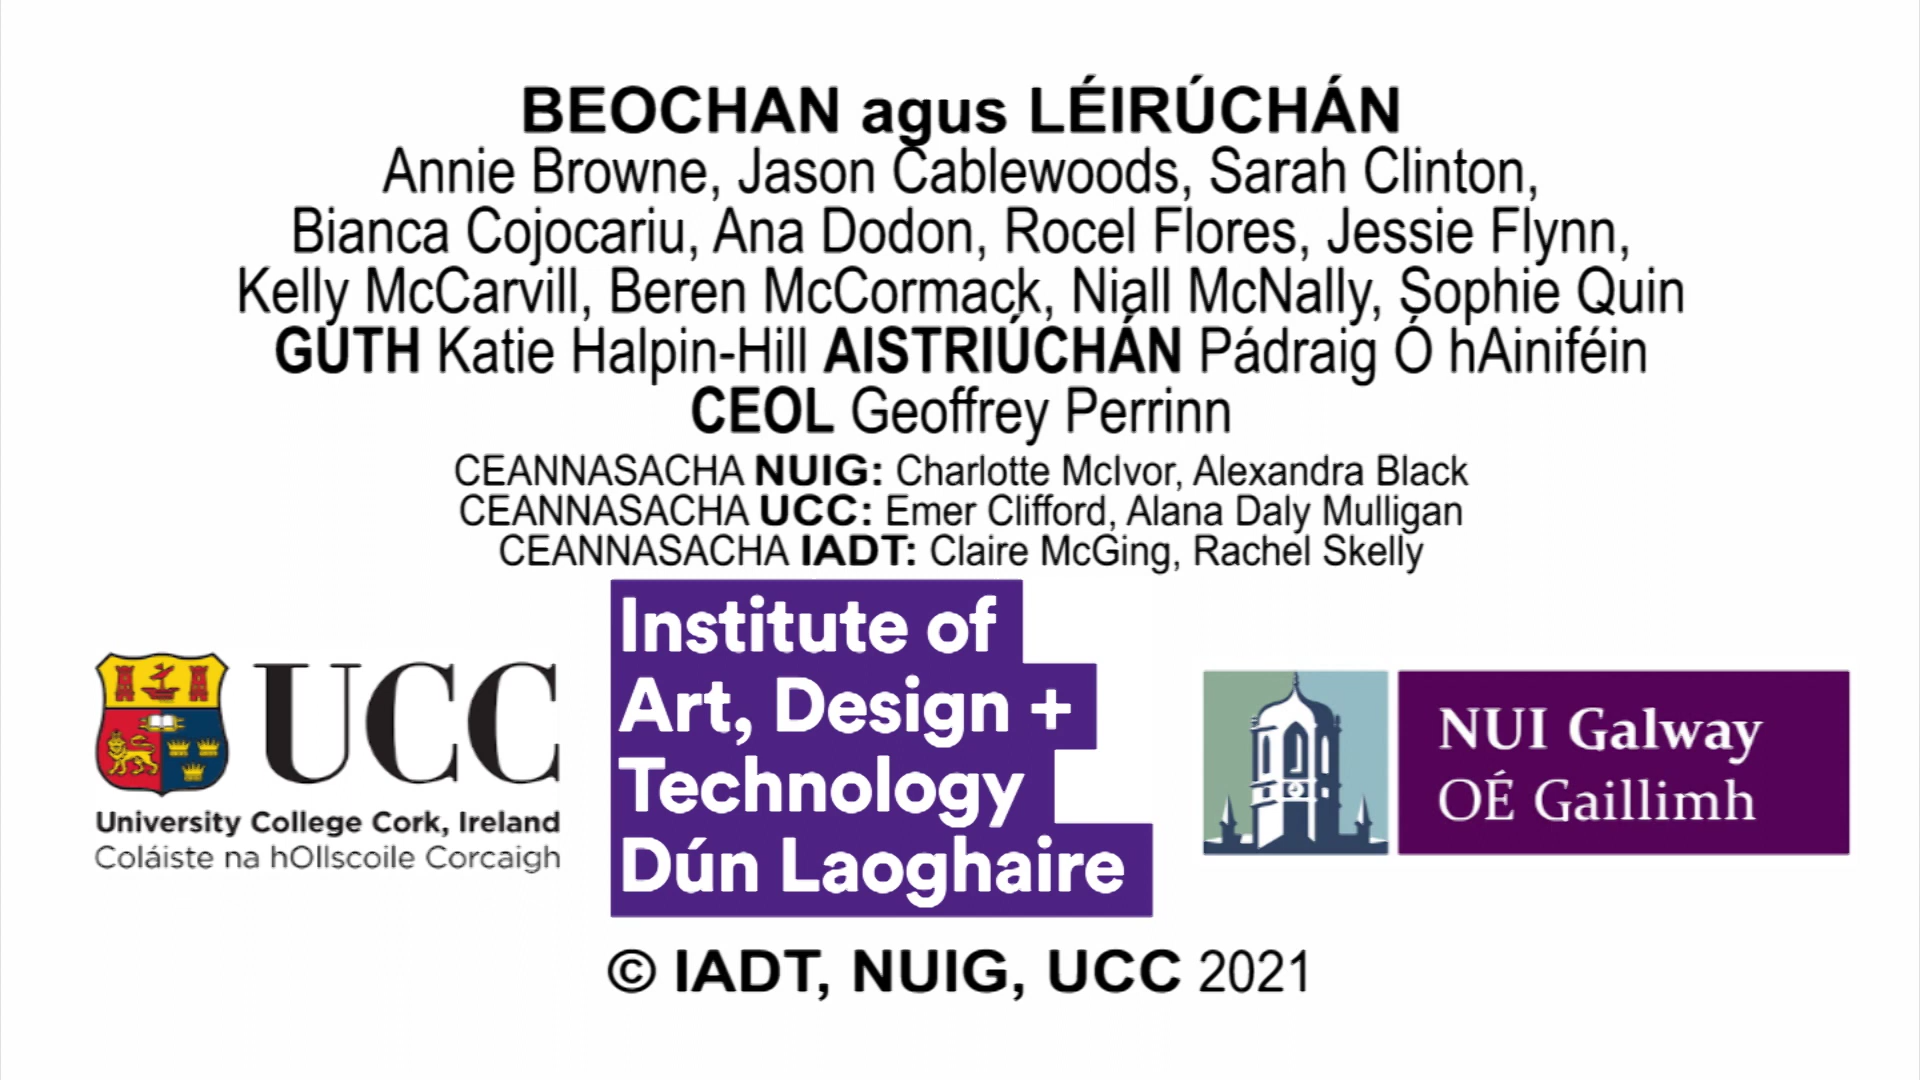 BEOCHAN agus LÉIRÚCHÁN
Annie Browne, Jason Cablewoods, Sarah Clinton,
Bianca Cojocariu, Ana Dodon, Rocel Flores, Jessie Flynn,
Kelly McCarvill, Beren McCormack, Niall McNally, Sophie Quin
GUTH Katie Halpin-Hill AISTRIÚCHÁN Pádraig Ó hAiniféin
CEOL Geoffrey Perrinn
CEANNASACHA NUIG: Charlotte McIvor, Alexandra Black
CEANNASACHA UCC: Emer Clifford, Alana Daly Mulligan
CEANNASACHA IADT: Claire McGing, Rachel Skelly
UCC
University College Cork, Ireland
Coláiste na hOllscoile Corcaigh
Institute of
Art, Design +
Technology
Dún Laoghaire
NUI Galway
OÉ Gaillimh
© IADT, NUIG, UCC 2021